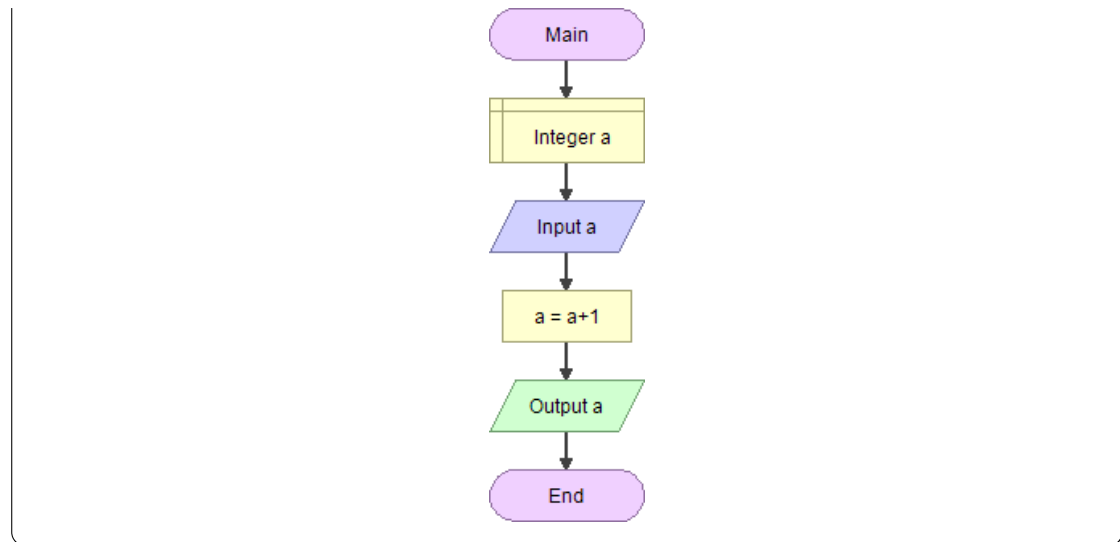 Main
Integer a
Input a
a = a+1
Output a
End